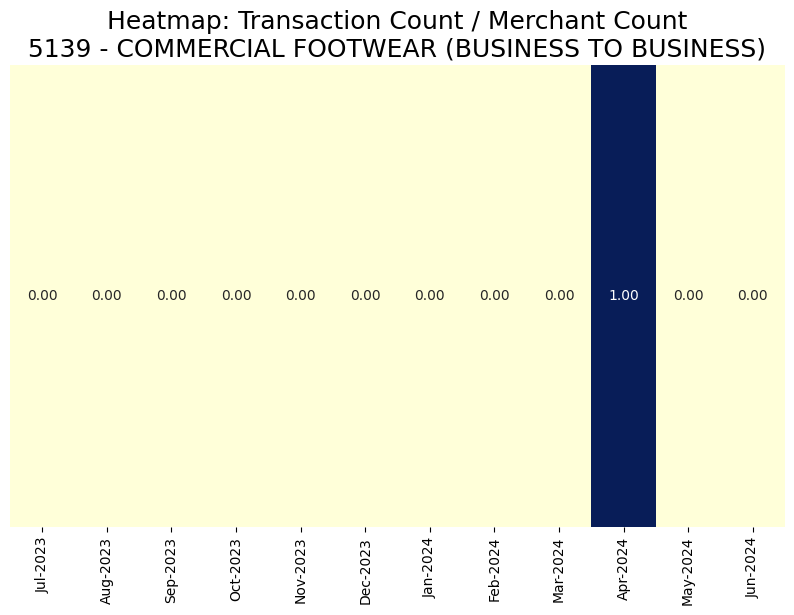 Heatmap: Transaction Count / Merchant Count
5139 - COMMERCIAL FOOTWEAR (BUSINESS TO BUSINESS)
0.00 0.00 0.00 0.00 0.00 0.00 0.00 0.00 0.00 1.00 0.00 0.00
Jul-2023 Aug-2023 Sep-2023 Oct-2023 Nov-2023 Dec-2023 Jan-2024 Feb-2024 Mar-2024 Apr-2024 May-2024 Jun-2024